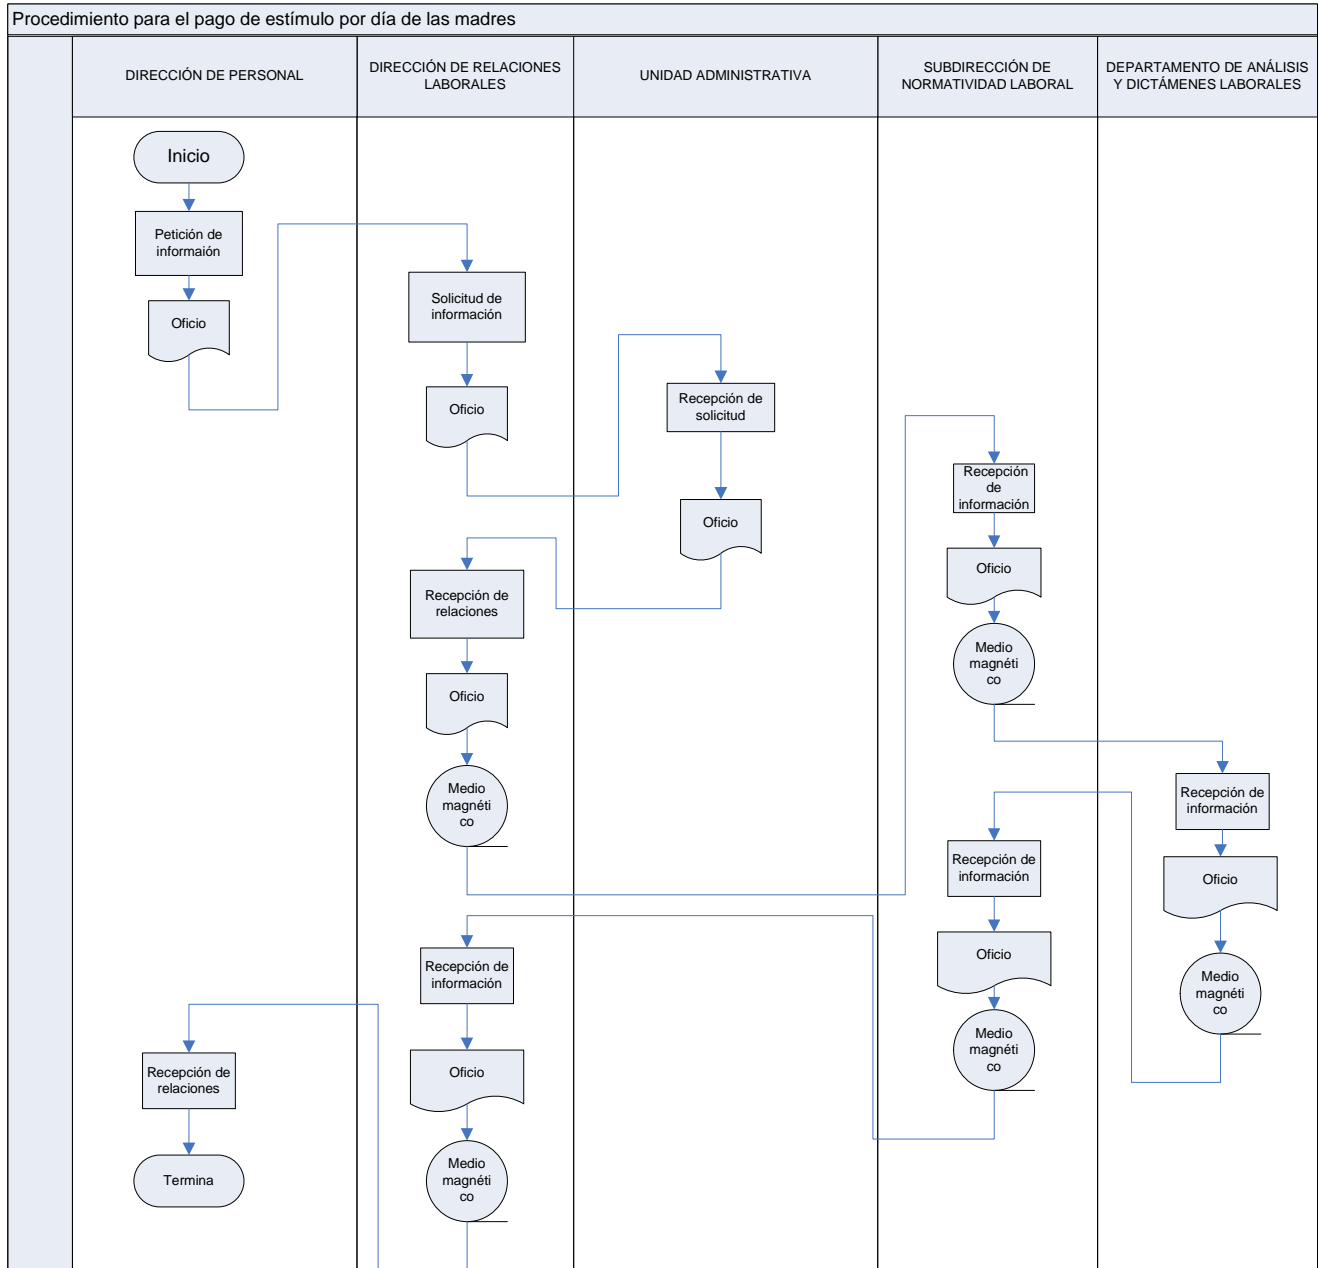 Procedimiento para el pago de estímulo por día de las madres
DIRECCIÓN DE PERSONAL
DIRECCIÓN DE RELACIONES
LABORALES
UNIDAD ADMINISTRATIVA
SUBDIRECCIÓN DE
NORMATIVIDAD LABORAL
DEPARTAMENTO DE ANÁLISIS
Y DICTÁMENES LABORALES
Inicio
Petición de
informaión
Oficio
Solicitud de
información
Oficio
Recepción de
solicitud
Oficio
Recepción de
relaciones
Oficio
Medio
magnéti
co
Recepción
de
información
Oficio
Medio
magnéti
co
Recepción de
información
Oficio
Medio
magnéti
co
Recepción de
información
Oficio
Medio
magnéti
co
Recepción de
información
Oficio
Medio
magnéti
co
Recepción de
relaciones
Termina